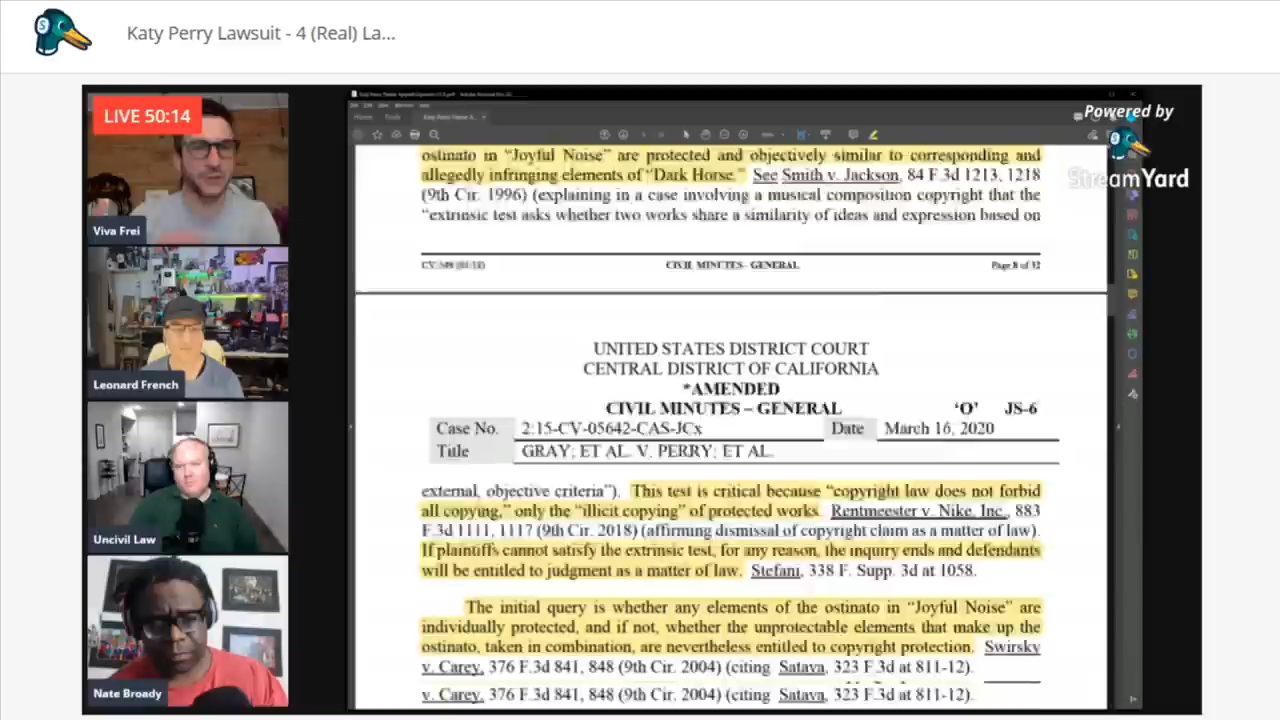 Katy Perry Lawsuit - 4 (Real) La...
LIVE 50:14
Viva Frei
Leonard French
Uncivil Law
Nate Broady
Powered by
StreamYard
Home
Tools
ostinato in "Joyful Noise" are protected and objectively similar to corresponding and
allegedly infringing elements of "Dark Horse." See Smith v. Jackson, 84 F.3d 1213, 1218
(9th Cir. 1996) (explaining in a case involving a musical composition copyright that the
"extrinsic test asks whether two works share a similarity of ideas and expression based on
CIVIL MINUTES - GENERAL Page 8 of 32
UNITED STATES DISTRICT COURT
CENTRAL DISTRICT OF CALIFORNIA
*AMENDED
CIVIL MINUTES – GENERAL 'O' JS-6
Case No. 2:15-CV-05642-CAS-JCx Date March 16, 2020
Title GRAY; ET AL. V. PERRY; ET AL.
external, objective criteria"). This test is critical because "copyright law does not forbid
all copying," only the "illicit copying" of protected works. Rentmeester v. Nike, Inc., 883
F.3d 1111, 1117 (9th Cir. 2018) (affirming dismissal of copyright claim as a matter of law).
If plaintiffs cannot satisfy the extrinsic test, for any reason, the inquiry ends and defendants
will be entitled to judgment as a matter of law. Stefani, 338 F. Supp. 3d at 1058.
The initial query is whether any elements of the ostinato in "Joyful Noise" are
individually protected, and if not, whether the unprotectable elements that make up the
ostinato, taken in combination, are nevertheless entitled to copyright protection. Swirsky
v. Carey, 376 F.3d 841, 848 (9th Cir. 2004) (citing Satava, 323 F.3d at 811-12).
v. Carey, 376 F.3d 841, 848 (9th Cir. 2004) (citing Satava, 323 F.3d at 811-12).